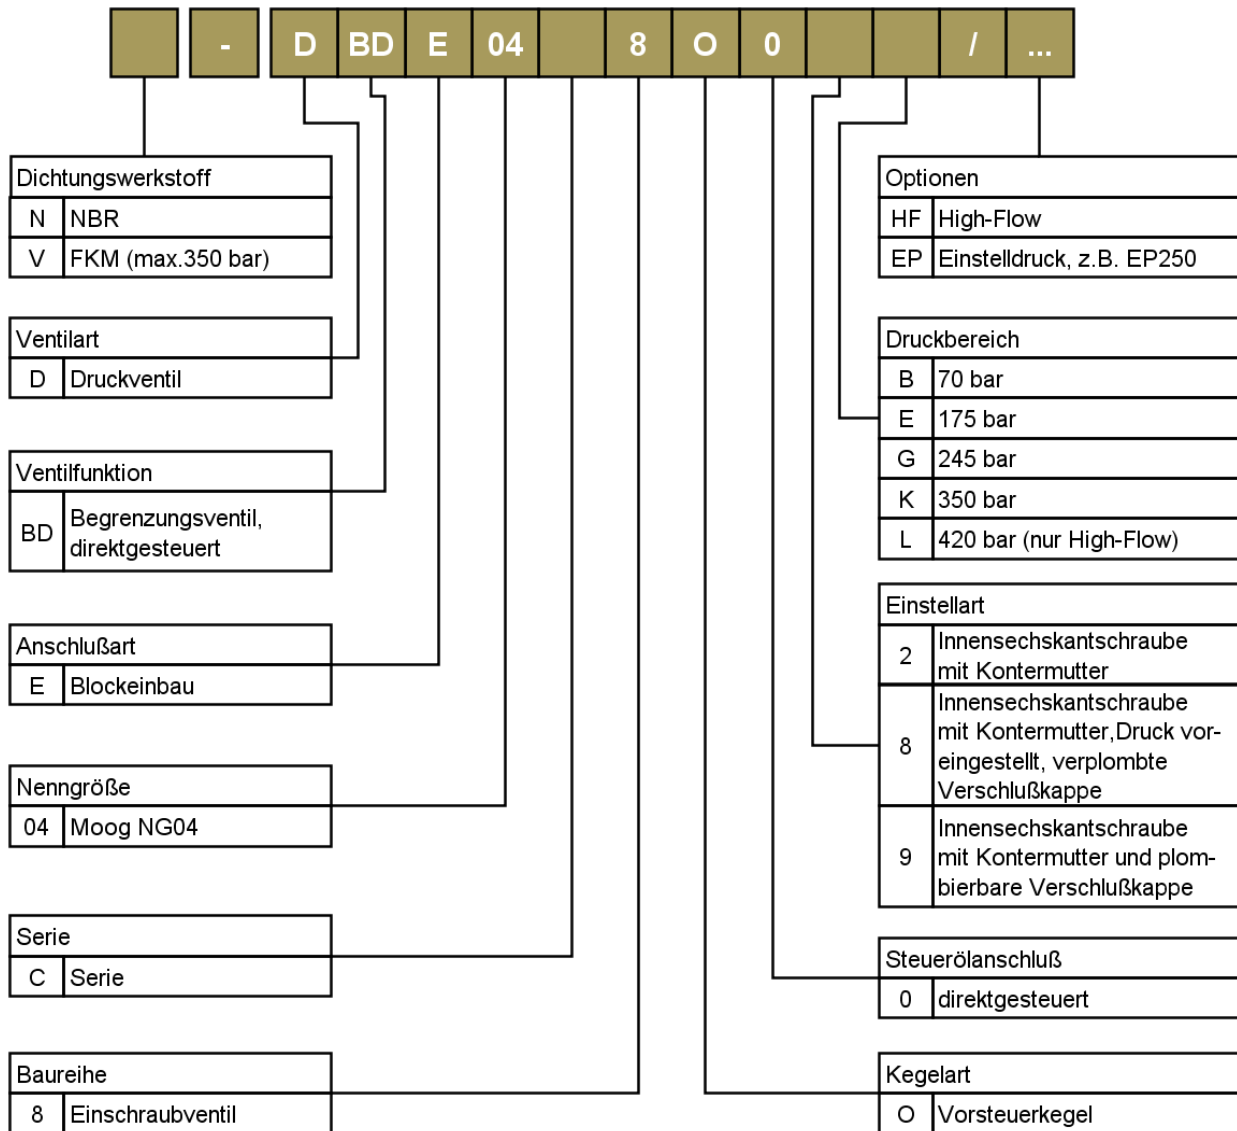 - D BD E 04 8 O 0 / ...
Dichtungswerkstoff
N NBR
V FKM (max.350 bar)
Ventilart
D Druckventil
Ventilfunktion
BD Begrenzungsventil,
direktgesteuert
Anschlußart
E Blockeinbau
Nenngröße
04 Moog NG04
Serie
C Serie
Baureihe
8 Einschraubventil
Optionen
HF High-Flow
EP Einstelldruck, z.B. EP250
Druckbereich
B 70 bar
E 175 bar
G 245 bar
K 350 bar
L 420 bar (nur High-Flow)
Einstellart
2 Innensechskantschraube
mit Kontermutter
8 Innensechskantschraube
mit Kontermutter,Druck vor-
eingestellt, verplombte
Verschlußkappe
9 Innensechskantschraube
mit Kontermutter und plom-
bierbare Verschlußkappe
Steuerölanschluß
0 direktgesteuert
Kegelart
O Vorsteuerkegel